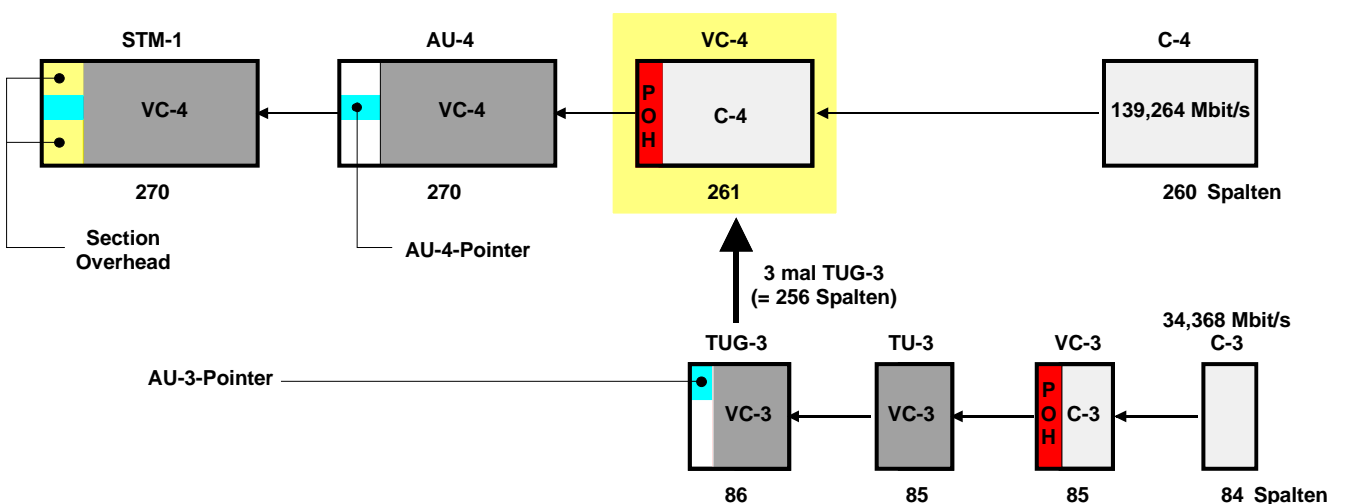 STM-1
AU-4
VC-4
C-4
VC-4
VC-4
POH
C-4
139,264 Mbit/s
270
270
261
260 Spalten
Section
Overhead
AU-4-Pointer
3 mal TUG-3
(= 256 Spalten)
34,368 Mbit/s
TUG-3
TU-3
VC-3
C-3
AU-3-Pointer
VC-3
VC-3
POH
C-3
86
85
85
84 Spalten